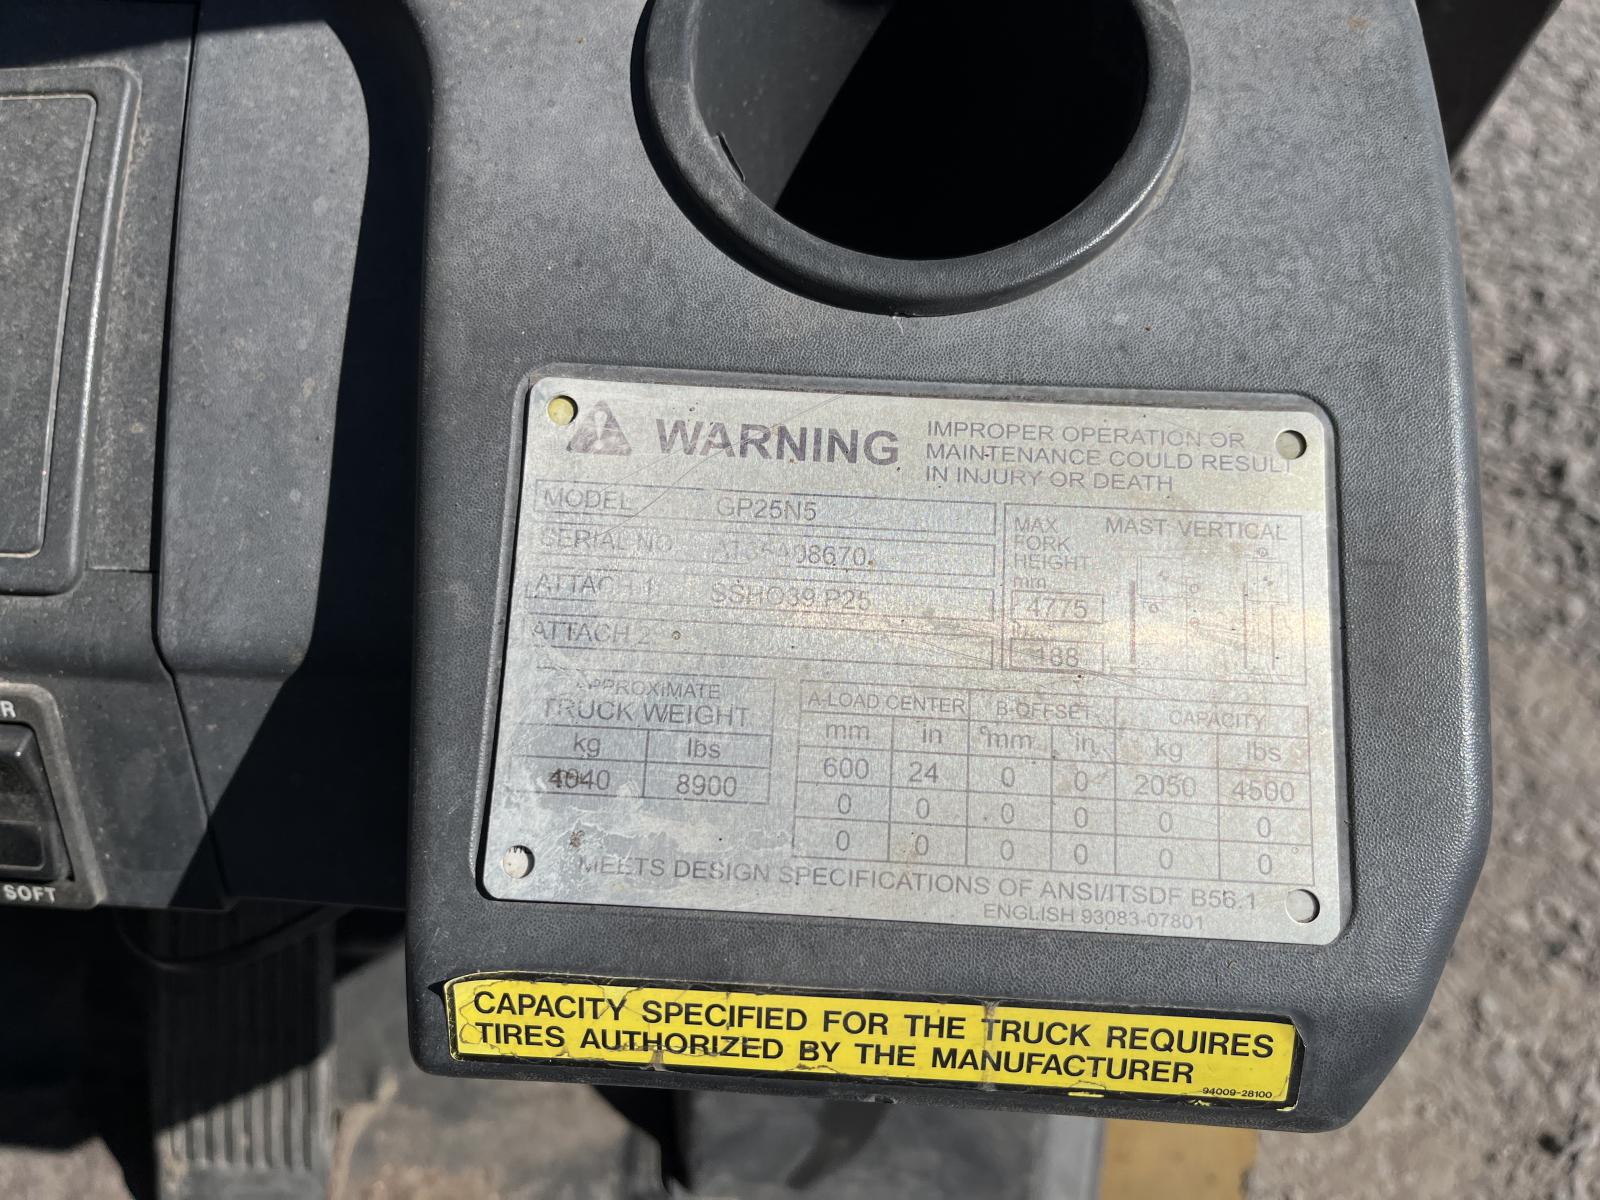 WARNING
IMPROPER OPERATION OR
MAINTENANCE COULD RESULT
IN INJURY OR DEATH
MODEL GP25N5
SERIAL NO.
ATTACH 1
ATTACH 2
MAX
FORK
HEIGHT
mm
4775
188
MAST VERTICAL
APPROXIMATE
TRUCK WEIGHT
kg lbs
4040 8900
A-LOAD CENTER B-OFFSET CAPACITY
mm in mm in kg lbs
600 24 0 0 2050 4500
0 0 0 0 0 0
0 0 0 0 0 0
MEETS DESIGN SPECIFICATIONS OF ANSI/ITSDF B56.1
ENGLISH 93083-07801
CAPACITY SPECIFIED FOR THE TRUCK REQUIRES
TIRES AUTHORIZED BY THE MANUFACTURER
94009-28100
R
SOFT